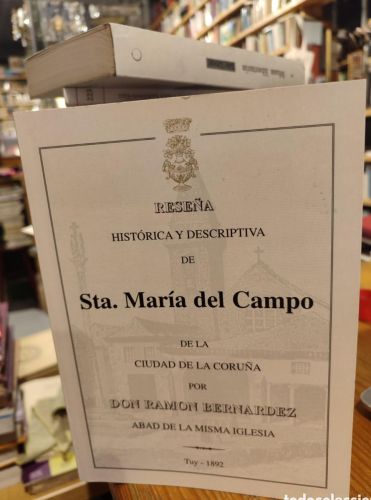 RESEÑA
HISTÓRICA Y DESCRIPTIVA
DE
Sta. María del Campo
DE LA
CIUDAD DE LA CORUÑA
POR
DON RAMON BERNARDEZ
ABAD DE LA MISMA IGLESIA
Tuy - 1892